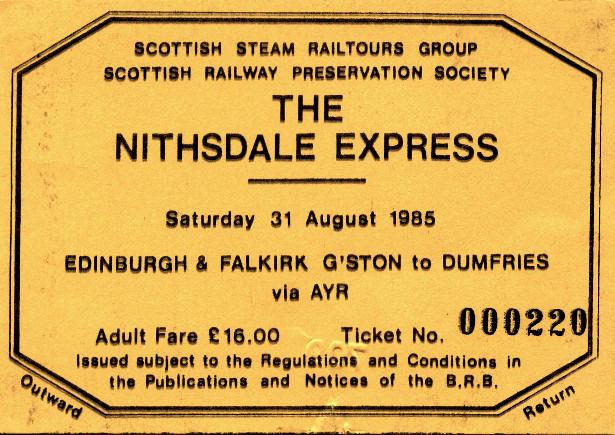 SCOTTISH STEAM RAILTOURS GROUP
SCOTTISH RAILWAY PRESERVATION SOCIETY
THE
NITHSDALE EXPRESS
Saturday 31 August 1985
EDINBURGH & FALKIRK G'STON to DUMFRIES
via AYR
Adult Fare £16.00 Ticket No. 000220
Issued subject to the Regulations and Conditions in
the Publications and Notices of the B.R.B.
Outward
Return